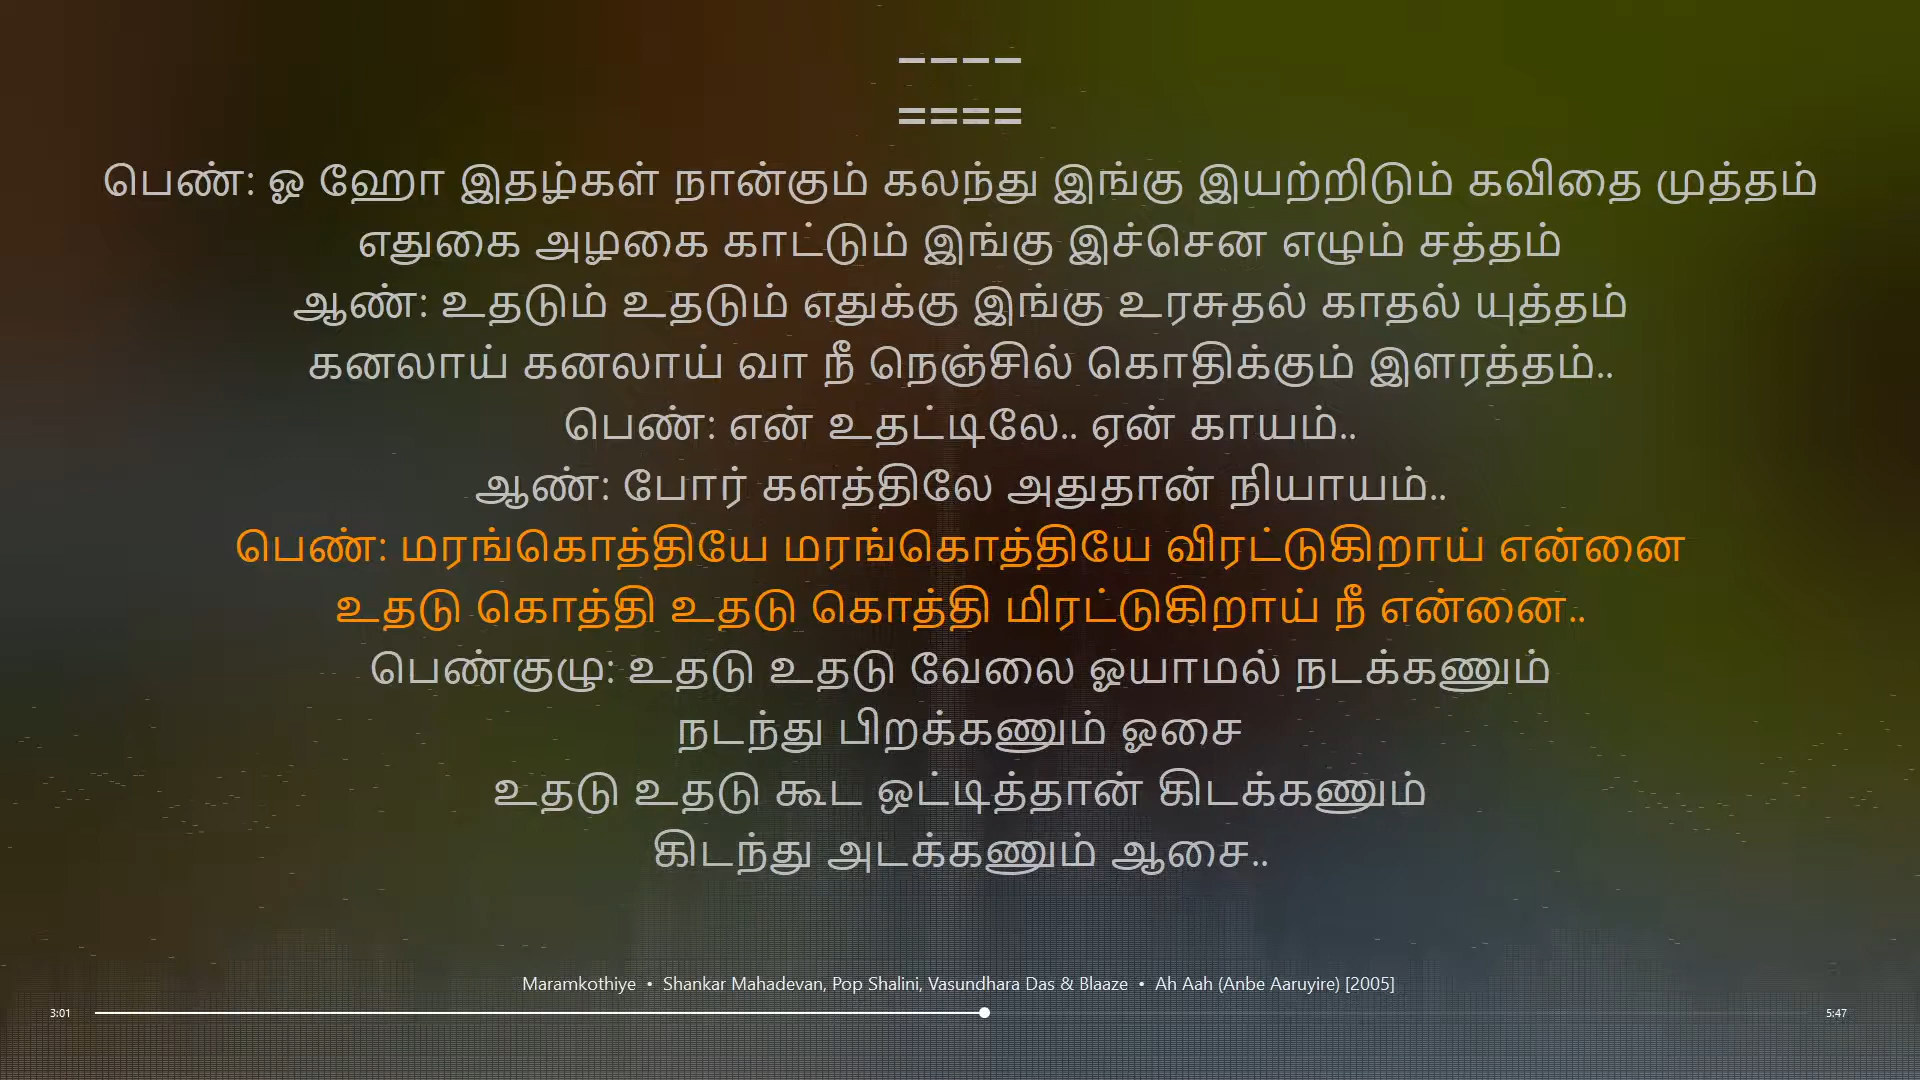 ----
====
பெண்: ஓ ஹோ இதழ்கள் நான்கும் கலந்து இங்கு இயற்றிடும் கவிதை முத்தம்
எதுகை அழகை காட்டும் இங்கு இச்சென எழும் சத்தம்
ஆண்: உதடும் உதடும் எதுக்கு இங்கு உரசுதல் காதல் யுத்தம்
கனலாய் கனலாய் வா நீ நெஞ்சில் கொதிக்கும் இளரத்தம்..
பெண்: என் உதட்டிலே.. ஏன் காயம்..
ஆண்: போர் களத்திலே அதுதான் நியாயம்..
பெண்: மரங்கொத்தியே மரங்கொத்தியே விரட்டுகிறாய் என்னை
உதடு கொத்தி உதடு கொத்தி மிரட்டுகிறாய் நீ என்னை..
பெண்குழு: உதடு உதடு வேலை ஓயாமல் நடக்கணும்
நடந்து பிறக்கணும் ஓசை
உதடு உதடு கூட ஒட்டித்தான் கிடக்கணும்
கிடந்து அடக்கணும் ஆசை..
Maramkothiye • Shankar Mahadevan, Pop Shalini, Vasundhara Das & Blaaze • Ah Aah (Anbe Aaruyire) [2005]
3:01 5:47